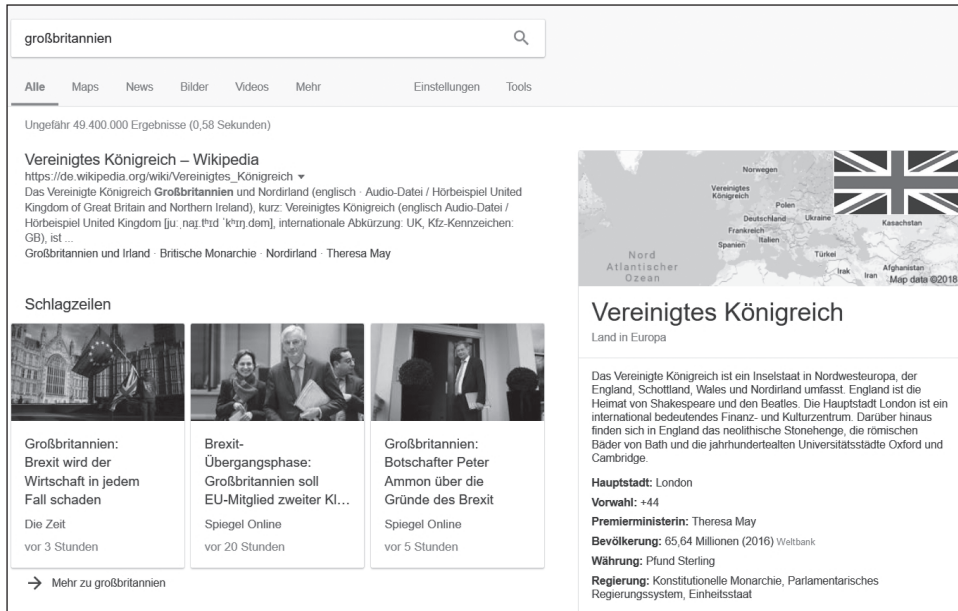 großbritannien
Alle Maps News Bilder Videos Mehr Einstellungen Tools
Ungefähr 49.400.000 Ergebnisse (0,58 Sekunden)
Vereinigtes Königreich – Wikipedia
https://de.wikipedia.org/wiki/Vereinigtes_Königreich
Das Vereinigte Königreich Großbritannien und Nordirland (englisch · Audio-Datei / Hörbeispiel United
Kingdom of Great Britain and Northern Ireland), kurz: Vereinigtes Königreich (englisch Audio-Datei /
Hörbeispiel United Kingdom [juːˌnaɪ.tʰɪd ˈkʰɪŋ.dəm], internationale Abkürzung: UK, Kfz-Kennzeichen:
GB), ist ...
Großbritannien und Irland · Britische Monarchie · Nordirland · Theresa May
Schlagzeilen
Großbritannien:
Brexit wird der
Wirtschaft in jedem
Fall schaden
Die Zeit
vor 3 Stunden
Brexit-
Übergangsphase:
Großbritannien soll
EU-Mitglied zweiter Kl…
Spiegel Online
vor 20 Stunden
Großbritannien:
Botschafter Peter
Ammon über die
Gründe des Brexit
Spiegel Online
vor 5 Stunden
Mehr zu großbritannien
Norwegen
Vereinigtes
Königreich
Polen
Deutschland
Ukraine
Kasachstan
Frankreich
Italien
Spanien
Türkei
Nord
Atlantischer
Ozean
Irak
Iran
Afghanistan
Map data ©2018
Vereinigtes Königreich
Land in Europa
Das Vereinigte Königreich ist ein Inselstaat in Nordwesteuropa, der
England, Schottland, Wales und Nordirland umfasst. England ist die
Heimat von Shakespeare und den Beatles. Die Hauptstadt London ist ein
international bedeutendes Finanz- und Kulturzentrum. Darüber hinaus
finden sich in England das neolithische Stonehenge, die römischen
Bäder von Bath und die jahrhundertealten Universitätsstädte Oxford und
Cambridge.
Hauptstadt: London
Vorwahl: +44
Premierministerin: Theresa May
Bevölkerung: 65,64 Millionen (2016) Weltbank
Währung: Pfund Sterling
Regierung: Konstitutionelle Monarchie, Parlamentarisches
Regierungssystem, Einheitsstaat